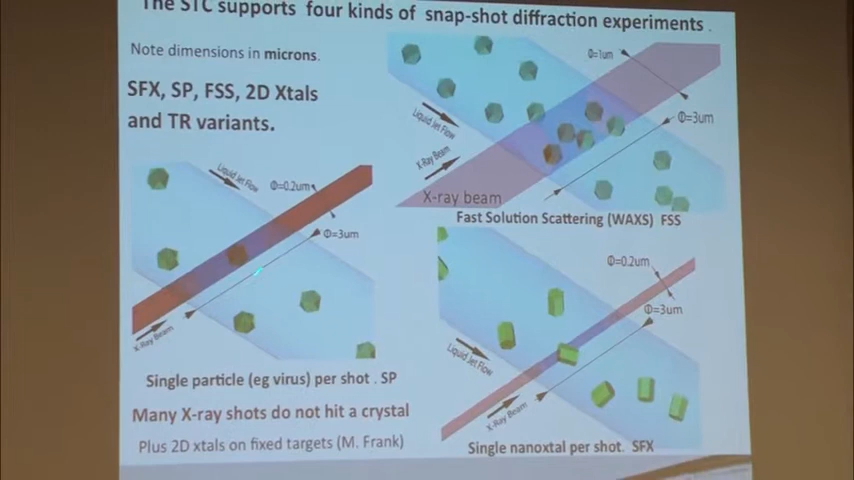 The STC supports four kinds of snap-shot diffraction experiments .
Note dimensions in microns.
SFX, SP, FSS, 2D Xtals
and TR variants.
Φ=1um
Liquid Jet Flow
Φ=3um
X-Ray Beam
X-ray beam
Fast Solution Scattering (WAXS) FSS
Liquid Jet Flow
Φ=0.2um
Φ=3um
X-Ray Beam
Single particle (eg virus) per shot . SP
Many X-ray shots do not hit a crystal
Plus 2D xtals on fixed targets (M. Frank)
Φ=0.2um
Φ=3um
Liquid Jet Flow
X-Ray Beam
Single nanoxtal per shot. SFX